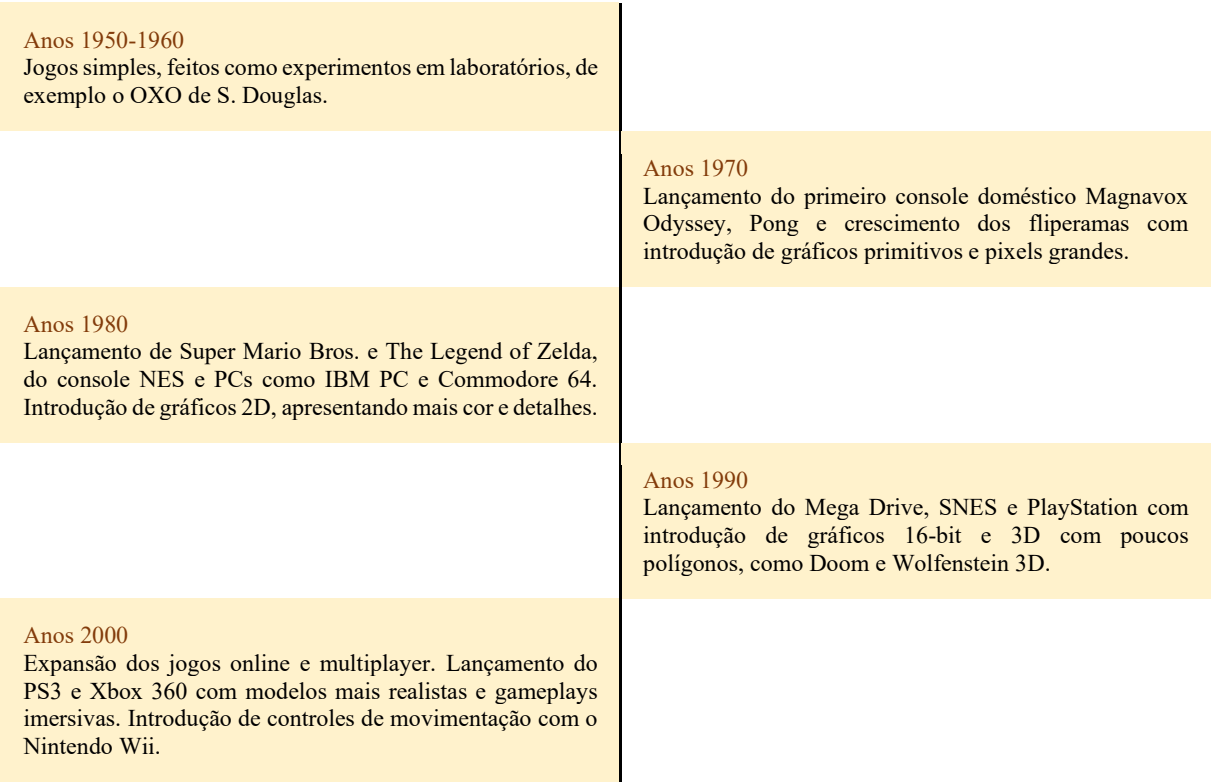 Anos 1950-1960
Jogos simples, feitos como experimentos em laboratórios, de
exemplo o OXO de S. Douglas.
Anos 1970
Lançamento do primeiro console doméstico Magnavox
Odyssey, Pong e crescimento dos fliperamas com
introdução de gráficos primitivos e pixels grandes.
Anos 1980
Lançamento de Super Mario Bros. e The Legend of Zelda,
do console NES e PCs como IBM PC e Commodore 64.
Introdução de gráficos 2D, apresentando mais cor e detalhes.
Anos 1990
Lançamento do Mega Drive, SNES e PlayStation com
introdução de gráficos 16-bit e 3D com poucos
polígonos, como Doom e Wolfenstein 3D.
Anos 2000
Expansão dos jogos online e multiplayer. Lançamento do
PS3 e Xbox 360 com modelos mais realistas e gameplays
imersivas. Introdução de controles de movimentação com o
Nintendo Wii.